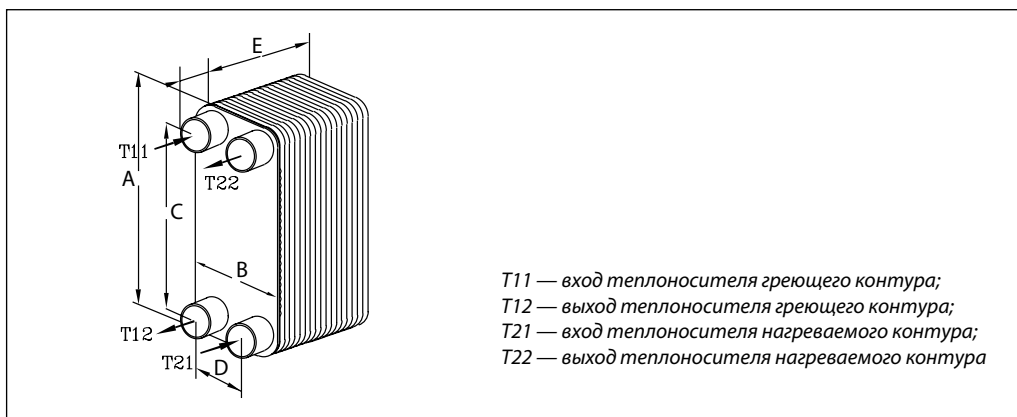 E
T11
T22
A
C
B
T12
T21
D
T11 — вход теплоносителя греющего контура;
T12 — выход теплоносителя греющего контура;
T21 — вход теплоносителя нагреваемого контура;
T22 — выход теплоносителя нагреваемого контура